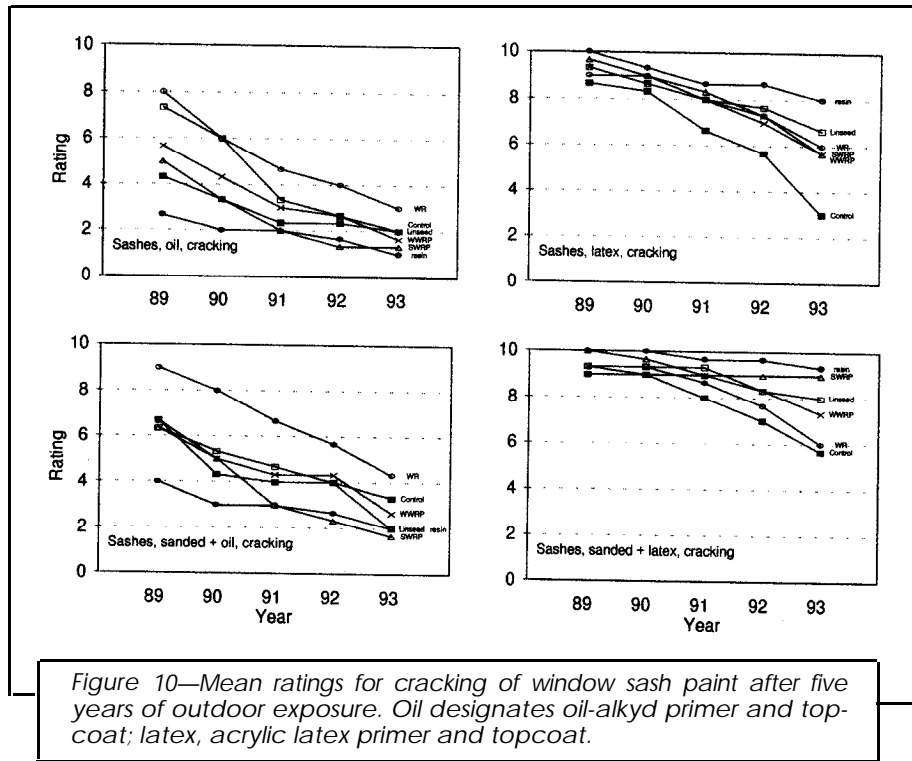 10
8
6
4
2
0
Rating
WR
Control
Linseed
WWRP
SWRP
resin
Sashes, oil, cracking
89 90 91 92 93
10
8
6
4
2
0
resin
Linseed
WR
SWRP
WWRP
Control
Sashes, latex, cracking
89 90 91 92 93
10
8
6
4
2
0
Rating
WR
Control
WWRP
Linseed resin
SWRP
Sashes, sanded + oil, cracking
89 90 91 92 93
Year
10
8
6
4
2
0
resin
SWRP
Linseed
WWRP
WR
Control
Sashes, sanded + latex, cracking
89 90 91 92 93
Year
Figure 10—Mean ratings for cracking of window sash paint after five
years of outdoor exposure. Oil designates oil-alkyd primer and top-
coat; latex, acrylic latex primer and topcoat.